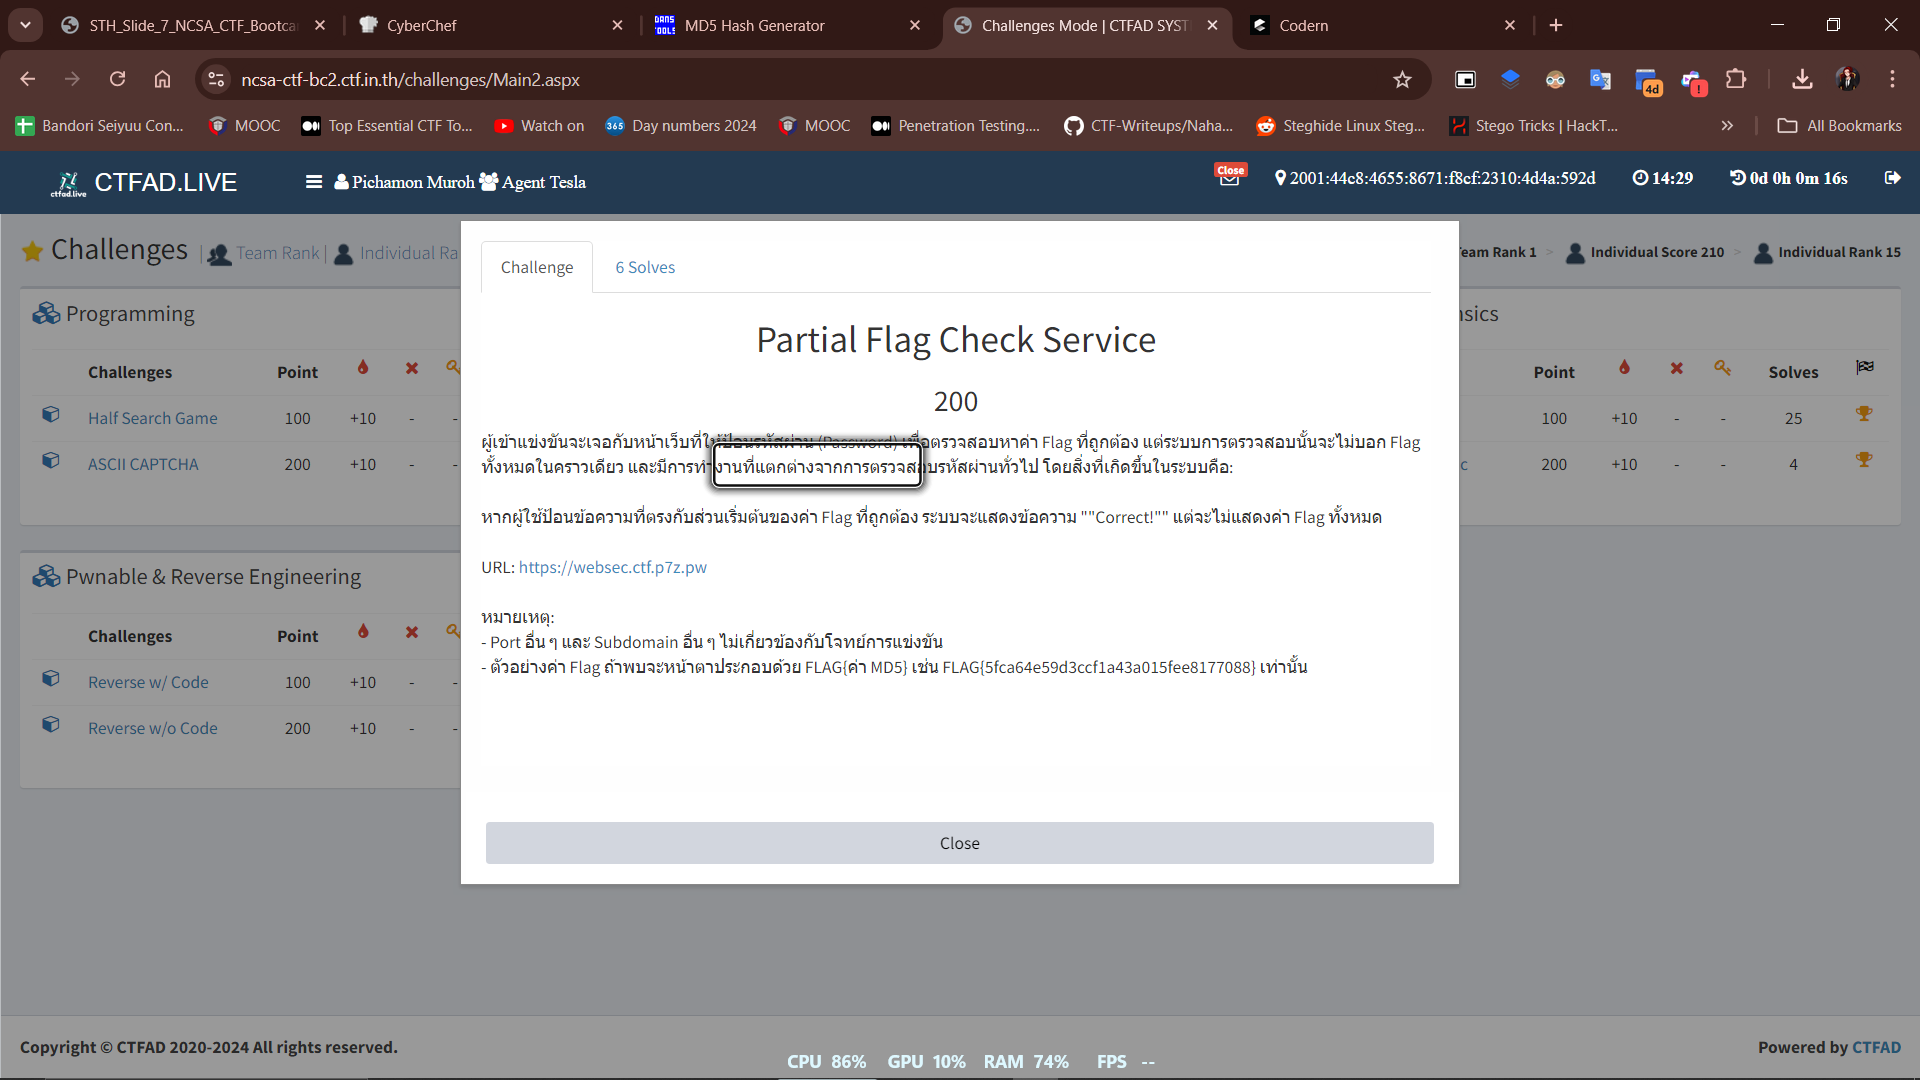 STH_Slide_7_NCSA_CTF_Bootca
CyberChef
MD5 Hash Generator
Challenges Mode | CTFAD SYST
Codern
ncsa-ctf-bc2.ctf.in.th/challenges/Main2.aspx
4d
!
Bandori Seiyuu Con...
MOOC
Top Essential CTF To...
Watch on
365
Day numbers 2024
MOOC
Penetration Testing....
CTF-Writeups/Naha...
Steghide Linux Steg...
Stego Tricks | HackT...
All Bookmarks
ctfad.live
CTFAD.LIVE
Pichamon Muroh
Agent Tesla
Close
2001:44c8:4655:8671:f8cf:2310:4d4a:592d
14:29
0d 0h 0m 16s
Challenges
| Team Rank | Individual Ra
Team Rank 1 > Individual Score 210 > Individual Rank 15
Challenge
6 Solves
Programming
Challenges Point
Half Search Game 100 +10 - -
ASCII CAPTCHA 200 +10 - -
Pwnable & Reverse Engineering
Challenges Point
Reverse w/ Code 100 +10 - -
Reverse w/o Code 200 +10 - -
Partial Flag Check Service
200
ผู้เข้าแข่งขันจะเจอกับหน้าเว็บที่ให้ป้อนรหัสผ่าน (Password) เพื่อตรวจสอบหาค่า Flag ที่ถูกต้อง แต่ระบบการตรวจสอบนั้นจะไม่บอก Flag
ทั้งหมดในคราวเดียว และมีการทำงานที่แตกต่างจากการตรวจสอบรหัสผ่านทั่วไป โดยสิ่งที่เกิดขึ้นในระบบคือ:
หากผู้ใช้ป้อนข้อความที่ตรงกับส่วนเริ่มต้นของค่า Flag ที่ถูกต้อง ระบบจะแสดงข้อความ ""Correct!"" แต่จะไม่แสดงค่า Flag ทั้งหมด
URL: https://websec.ctf.p7z.pw
หมายเหตุ:
- Port อื่น ๆ และ Subdomain อื่น ๆ ไม่เกี่ยวข้องกับโจทย์การแข่งขัน
- ตัวอย่างค่า Flag ถ้าพบจะหน้าตาประกอบด้วย FLAG{ค่า MD5} เช่น FLAG{5fca64e59d3ccf1a43a015fee8177088} เท่านั้น
Close
nsics
Point Solves
100 +10 - - 25
c 200 +10 - - 4
Copyright © CTFAD 2020-2024 All rights reserved.
Powered by CTFAD
CPU 86% GPU 10% RAM 74% FPS --